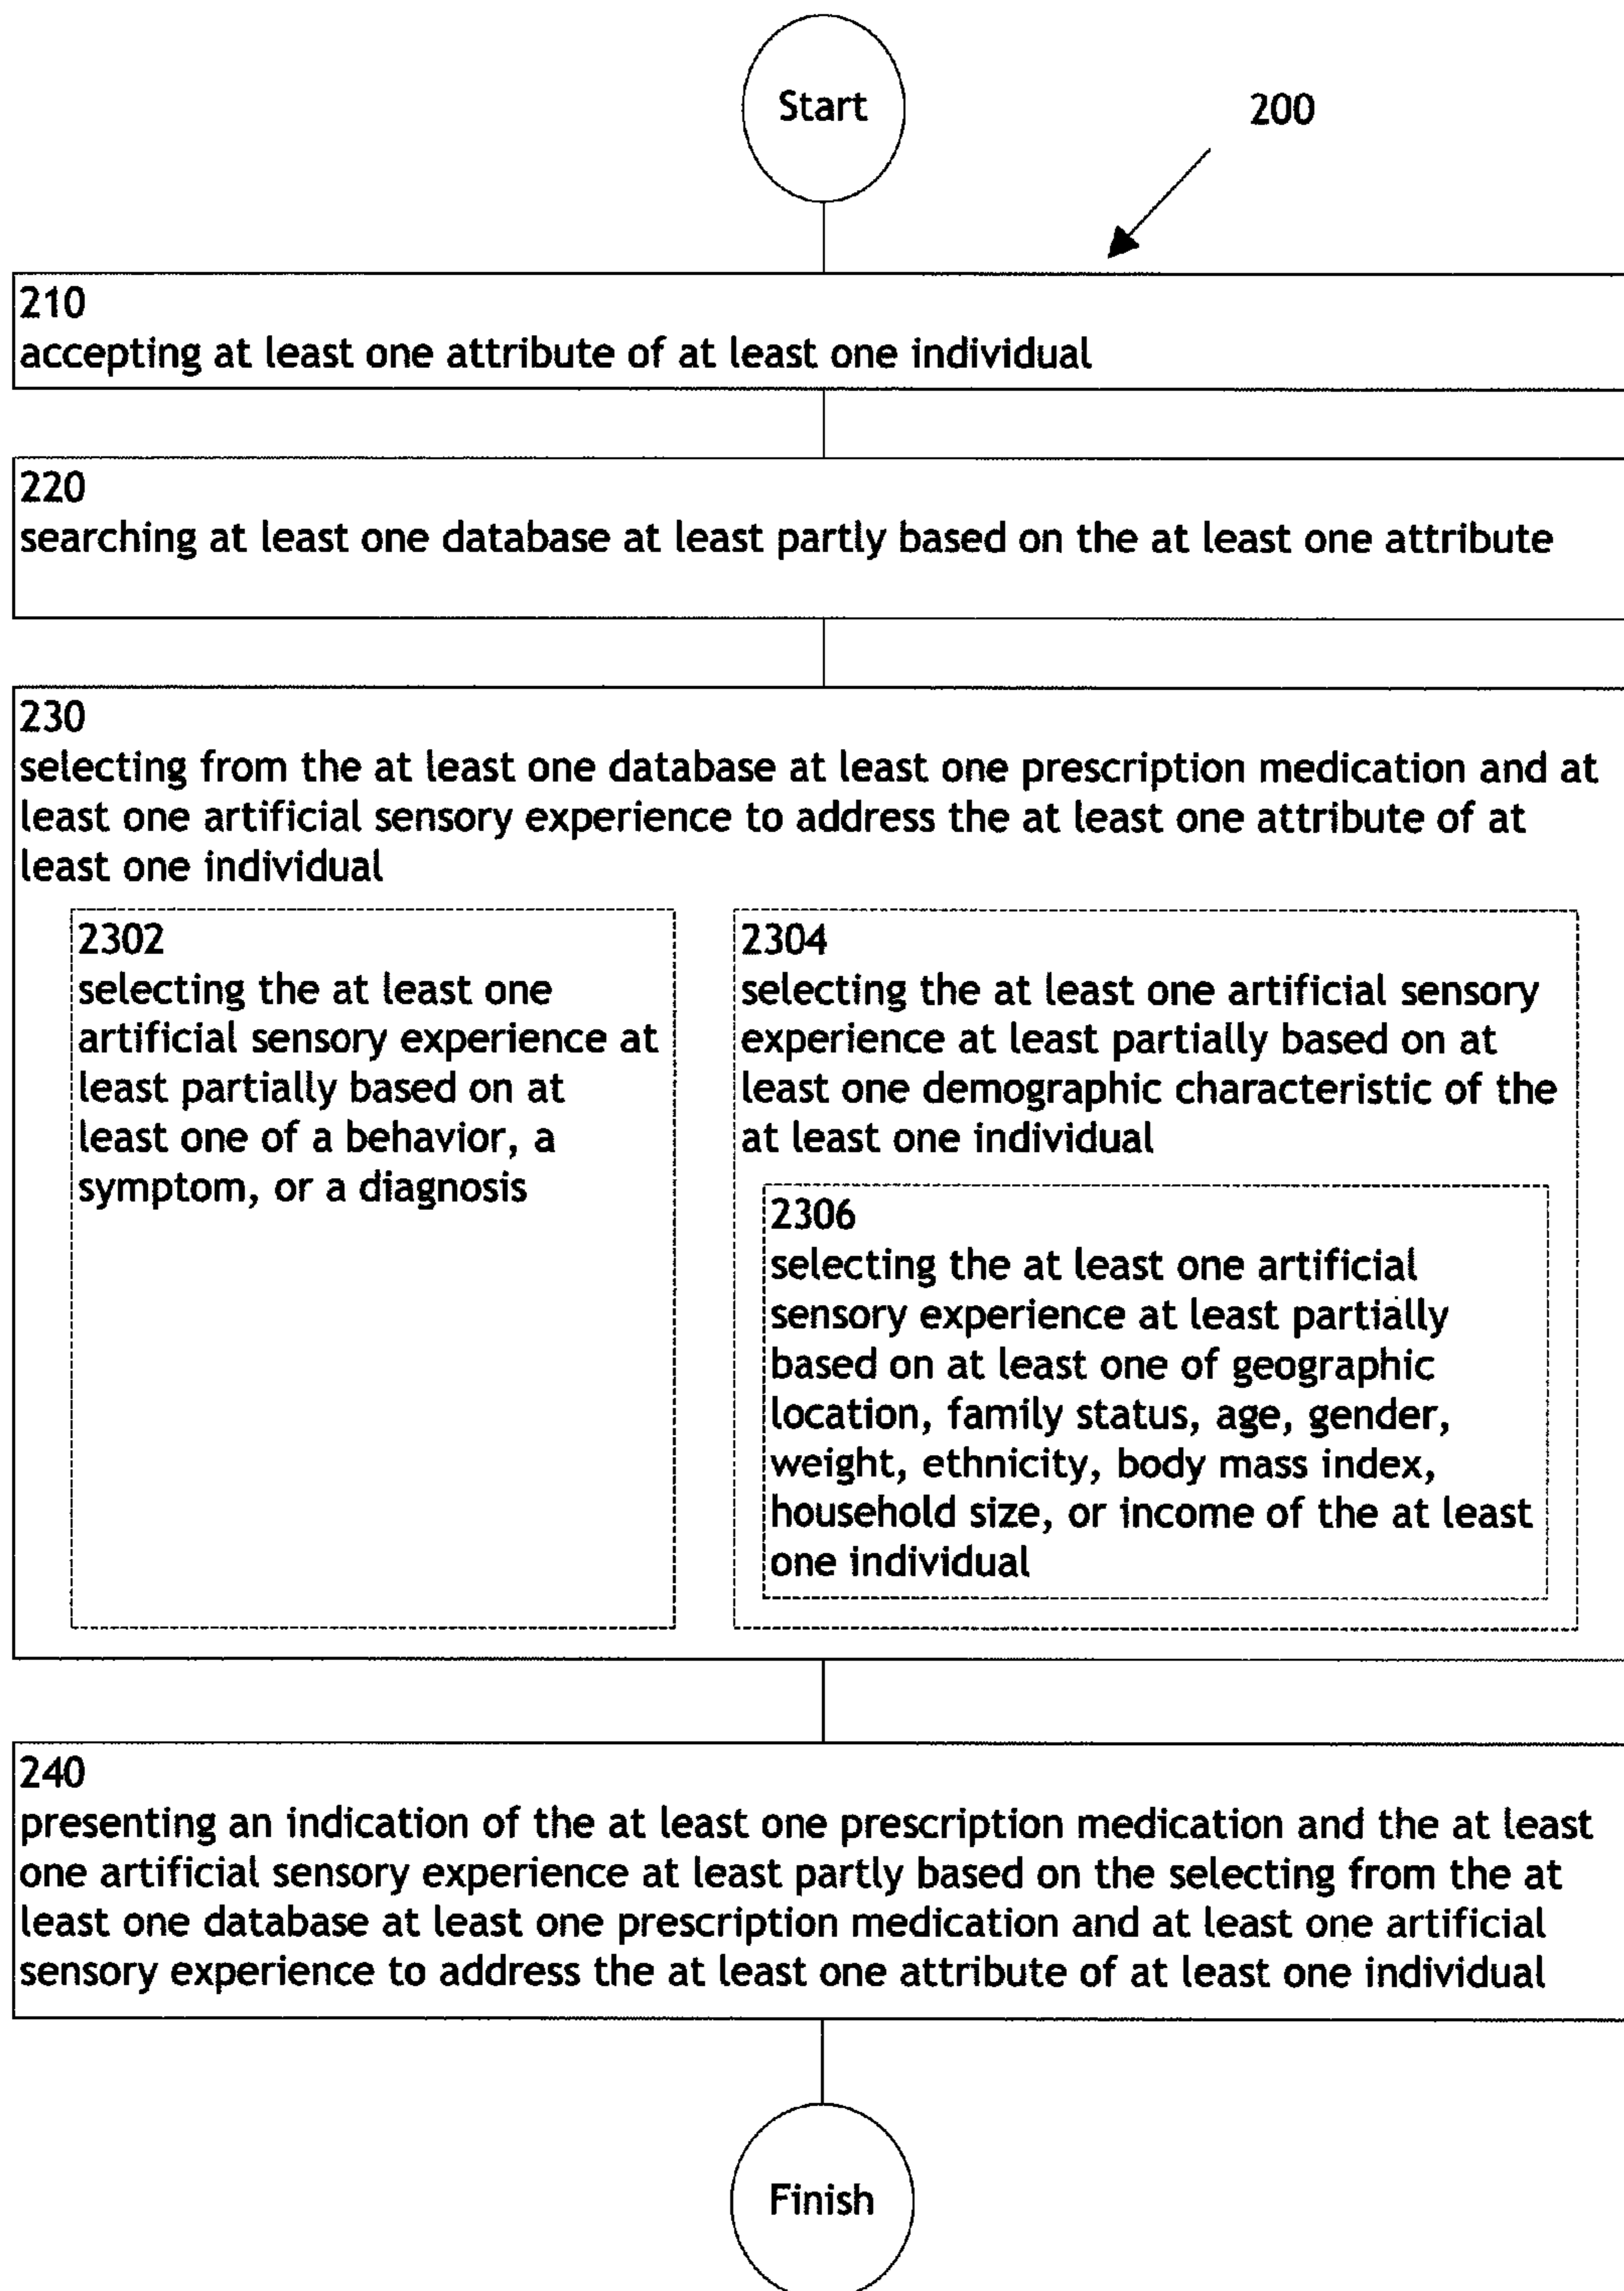 Start
200
210
accepting at least one attribute of at least one individual
220
searching at least one database at least partly based on the at least one attribute
230
selecting from the at least one database at least one prescription medication and at
least one artificial sensory experience to address the at least one attribute of at
least one individual
2302
selecting the at least one
artificial sensory experience at
least partially based on at
least one of a behavior, a
symptom, or a diagnosis
2304
selecting the at least one artificial sensory
experience at least partially based on at
least one demographic characteristic of the
at least one individual
2306
selecting the at least one artificial
sensory experience at least partially
based on at least one of geographic
location, family status, age, gender,
weight, ethnicity, body mass index,
household size, or income of the at least
one individual
240
presenting an indication of the at least one prescription medication and the at least
one artificial sensory experience at least partly based on the selecting from the at
least one database at least one prescription medication and at least one artificial
sensory experience to address the at least one attribute of at least one individual
Finish